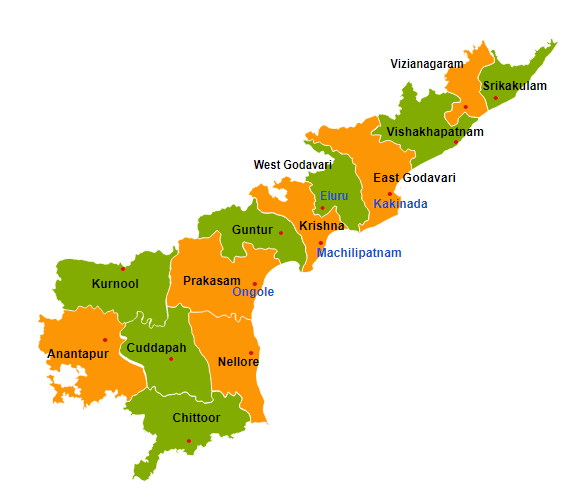 Vizianagaram
Srikakulam
Vishakhapatnam
West Godavari
East Godavari
Eluru
Kakinada
Krishna
Guntur
Machilipatnam
Prakasam
Kurnool
Ongole
Cuddapah
Anantapur
Nellore
Chittoor